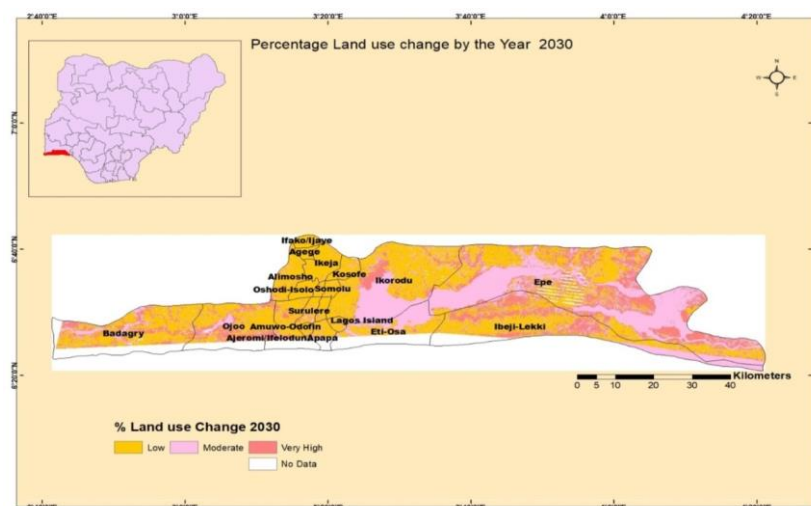 2°40'0"E 3°0'0"E 3°20'0"E 3°40'0"E 4°0'0"E 4°20'0"E
Percentage Land use change by the Year 2030
N
W E
S
7°0'0"N
6°40'0"N
Ifako/Ijaye
Agege
Ikeja
Kosofe
Alimosho
Ikorodu
Oshodi-Isolo Somolu
Epe
Surulere
Lagos Island
Ojoo Amuwo-Odofin
Badagry
Eti-Osa
Ibeji-Lekki
Ajeromi/Ifelodun Apapa
6°20'0"N
Kilometers
0 5 10 20 30 40
% Land use Change 2030
Low Moderate Very High
No Data